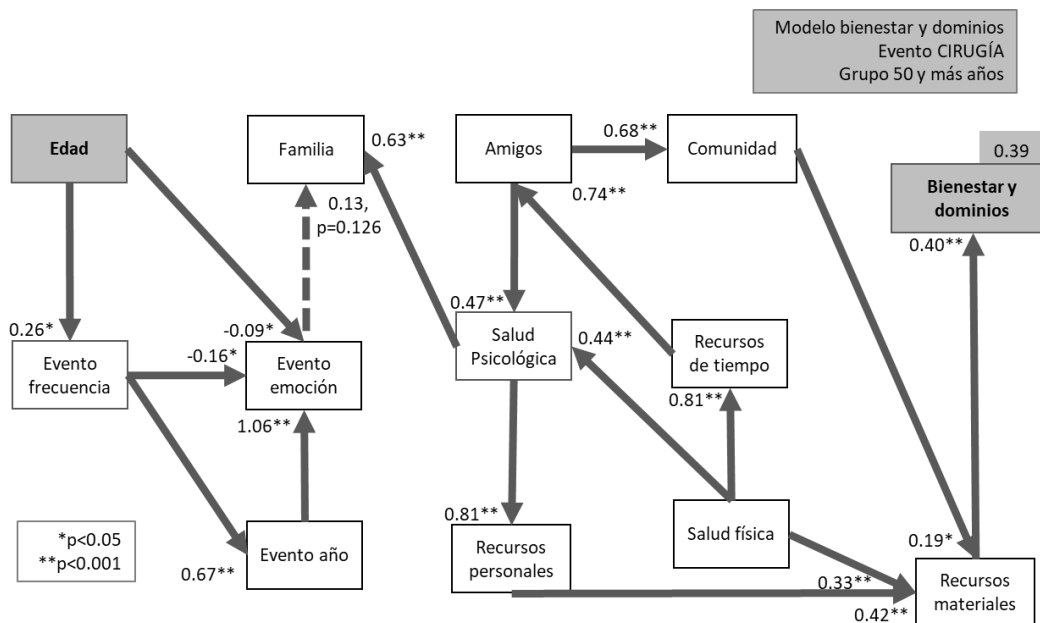 Modelo bienestar y dominios
Evento CIRUGÍA
Grupo 50 y más años
Edad
Familia
0.63**
Amigos
0.68**
Comunidad
0.39
Bienestar y
dominios
0.74**
0.13,
p=0.126
0.40**
0.26*
-0.09*
0.47**
Evento
frecuencia
-0.16*
Evento
emoción
Salud
Psicológica
0.44**
Recursos
de tiempo
1.06**
0.81**
*p<0.05
**p<0.001
0.67**
Evento año
0.81**
Recursos
personales
Salud física
0.19*
0.33**
0.42**
Recursos
materiales